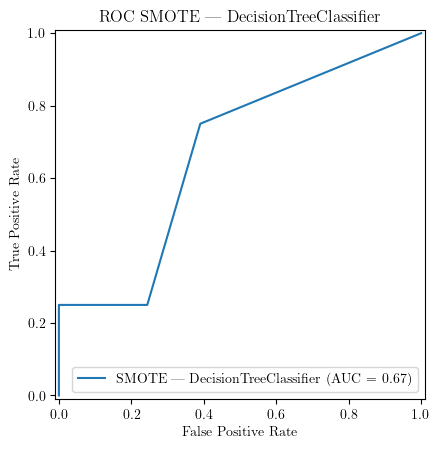 ROC SMOTE — DecisionTreeClassifier
1.0
0.8
0.6
0.4
0.2
0.0
True Positive Rate
SMOTE — DecisionTreeClassifier (AUC = 0.67)
0.0 0.2 0.4 0.6 0.8 1.0
False Positive Rate